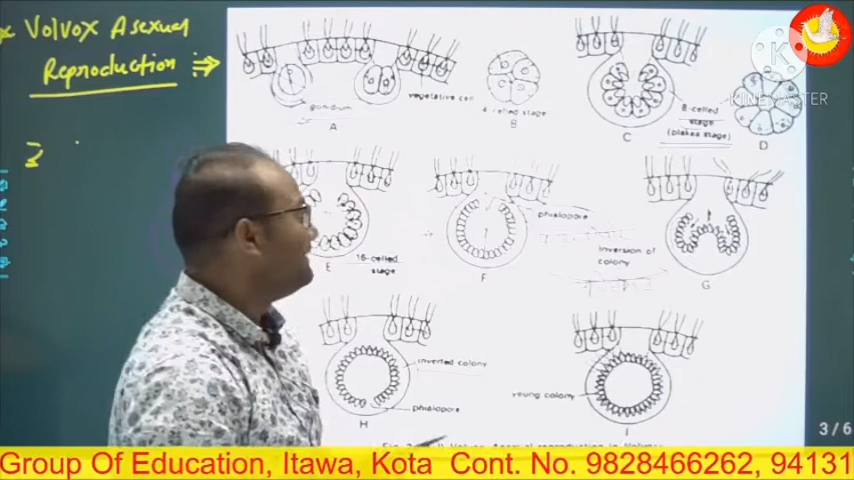 Volvox Asexual
Reproduction :- ⇒
gonidium
vegetative cell
A
4 celled stage
B
C
8-celled
stage
(plakea stage)
D
KINEMASTER
E
16-celled
stage
F
phialopore
Inversion of
colony
G
inverted colony
phialopore
H
young colony
I
3/6
Group Of Education, Itawa, Kota Cont. No. 9828466262, 94131